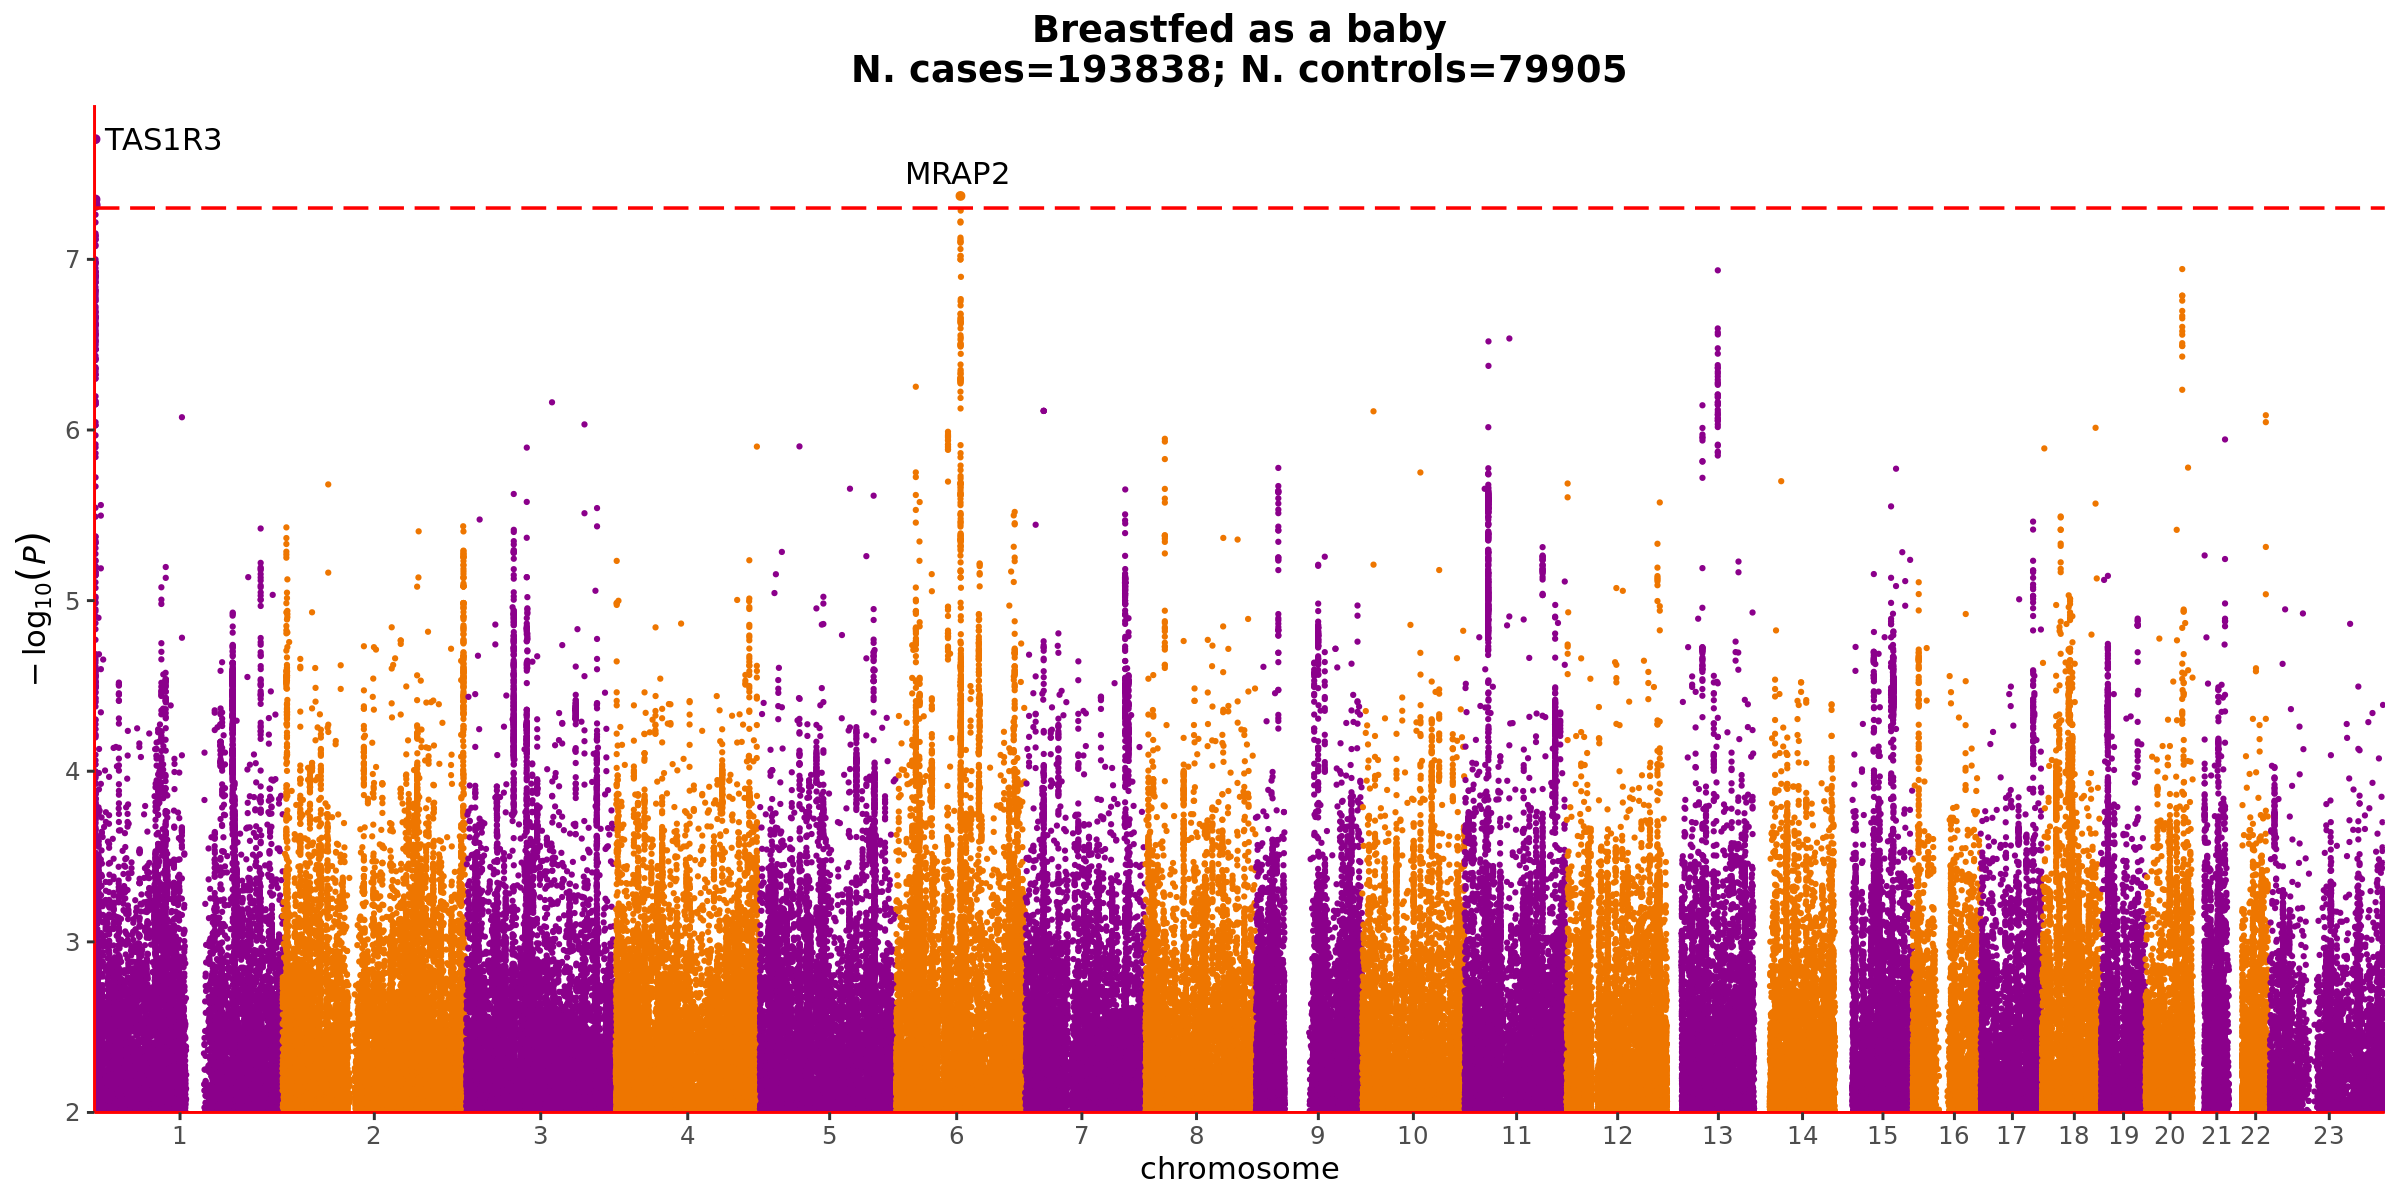 Breastfed as a baby
N. cases=193838; N. controls=79905
TAS1R3
MRAP2
7
6
5
4
3
2
−log₁₀(P)
1 2 3 4 5 6 7 8 9 10 11 12 13 14 15 16 17 18 19 20 21 22 23
chromosome